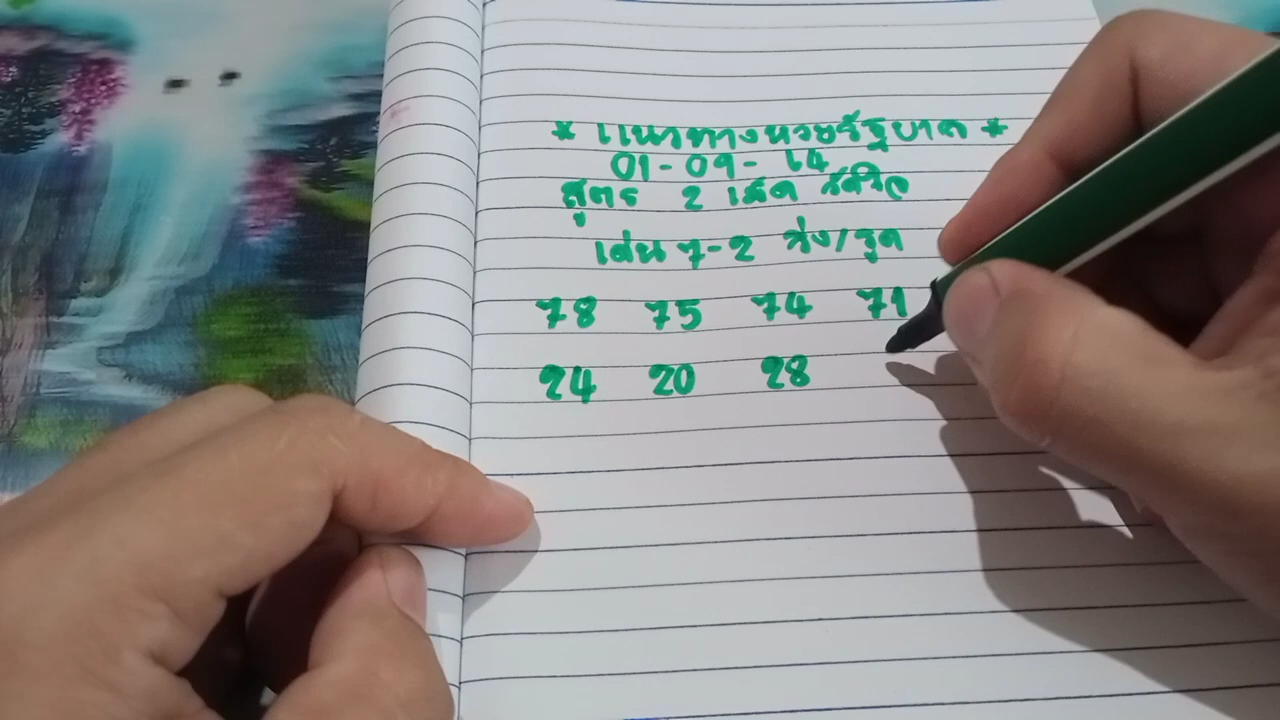 * แนวทางหวยรัฐบาล *
01-09-64
สูตร 2 เม็ด
เด่น 7-2 วิ่ง/รูด
78 75 74 71
24 20 28